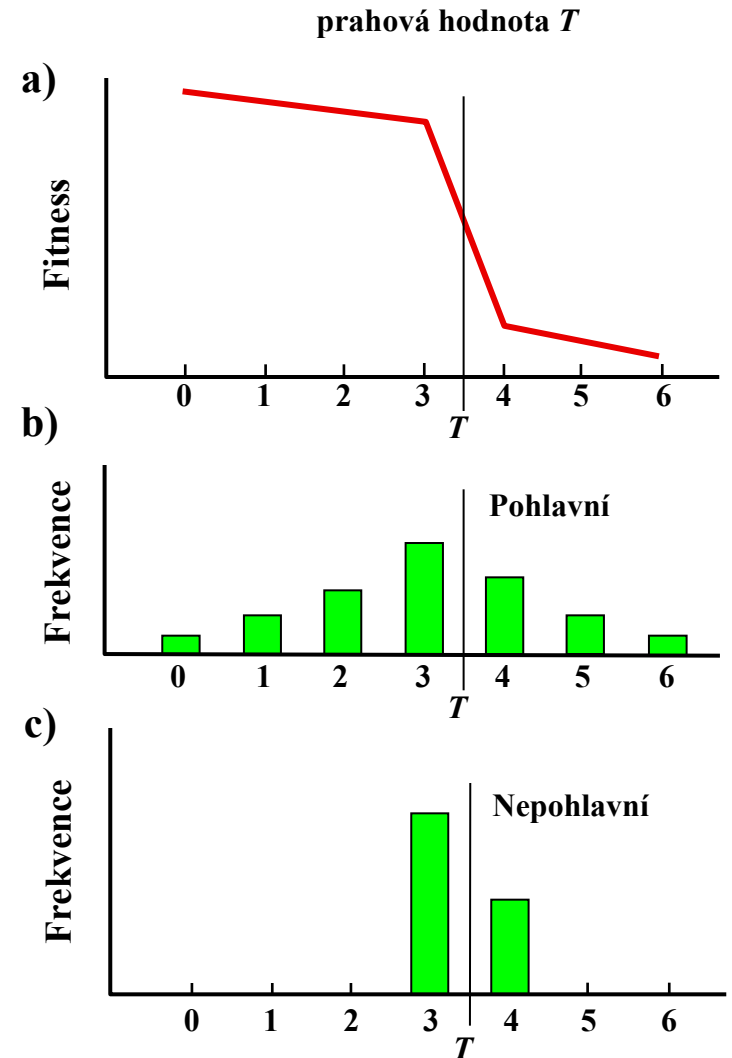 prahová hodnota T
a)
Fitness
0 1 2 3 4 5 6
T
b)
Frekvence
Pohlavní
0 1 2 3 4 5 6
T
c)
Frekvence
Nepohlavní
0 1 2 3 4 5 6
T